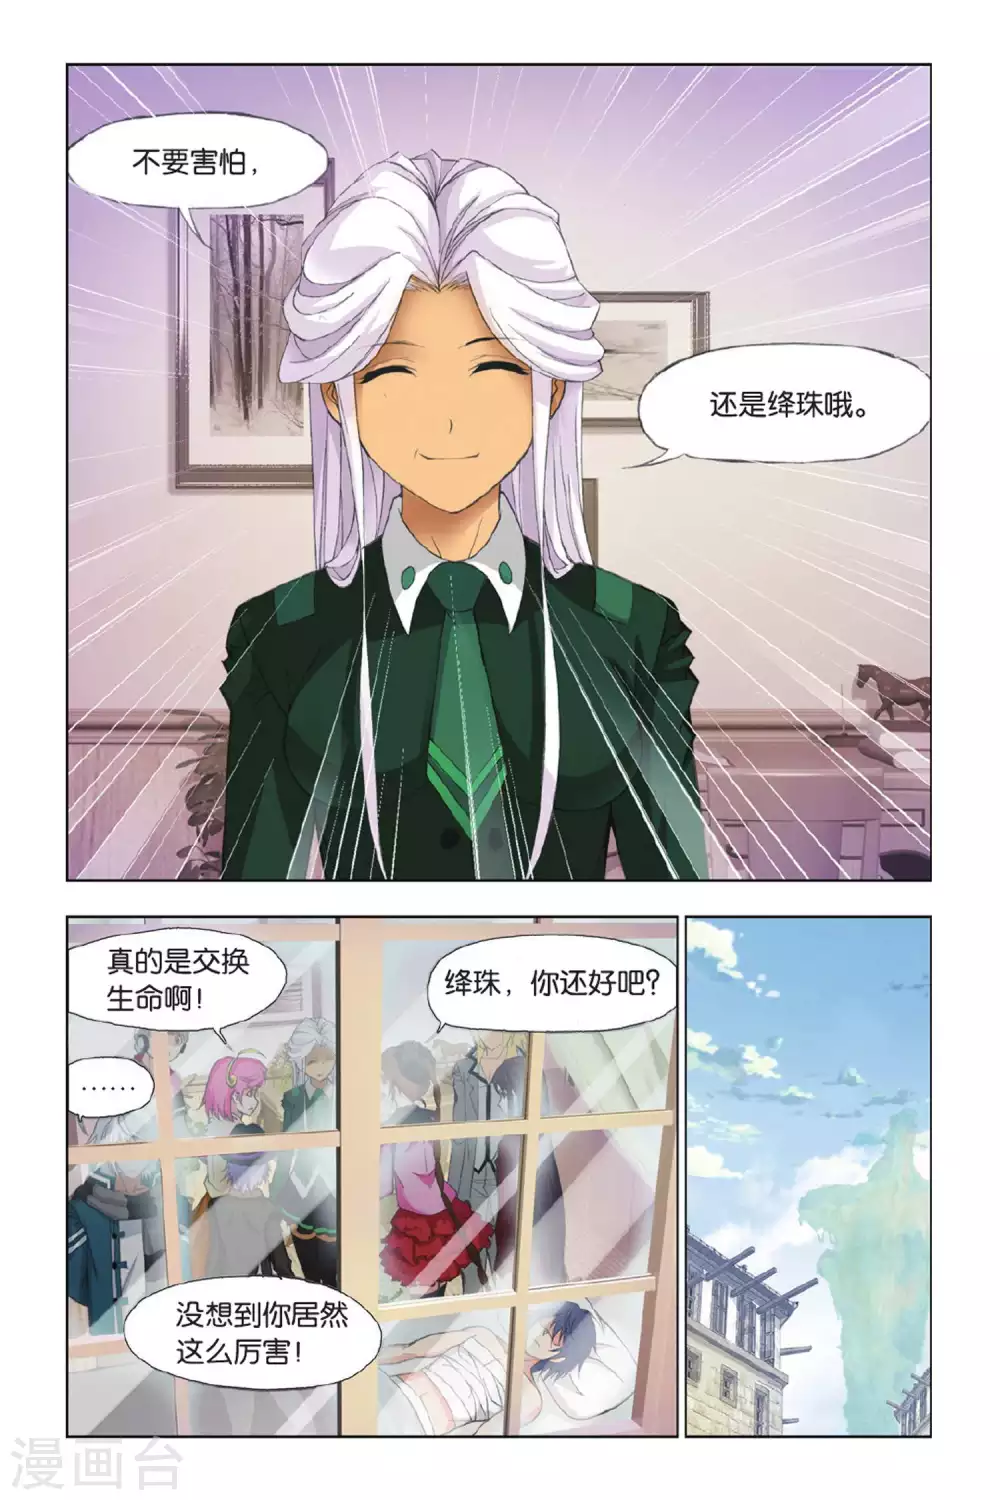 不要害怕，
还是绛珠哦。
真的是交换
生命啊！
……
绛珠，你还好吧？
没想到你居然
这么厉害！
漫画台